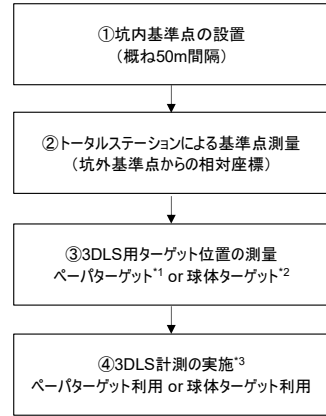 ①坑内基準点の設置
（概ね50m間隔）
②トータルステーションによる基準点測量
（坑外基準点からの相対座標）
③3DLS用ターゲット位置の測量
ペーパターゲット*1 or 球体ターゲット*2
④3DLS計測の実施*3
ペーパターゲット利用 or 球体ターゲット利用